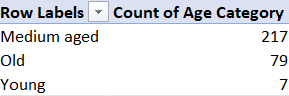 Row Labels Count of Age Category
Medium aged 217
Old 79
Young 7